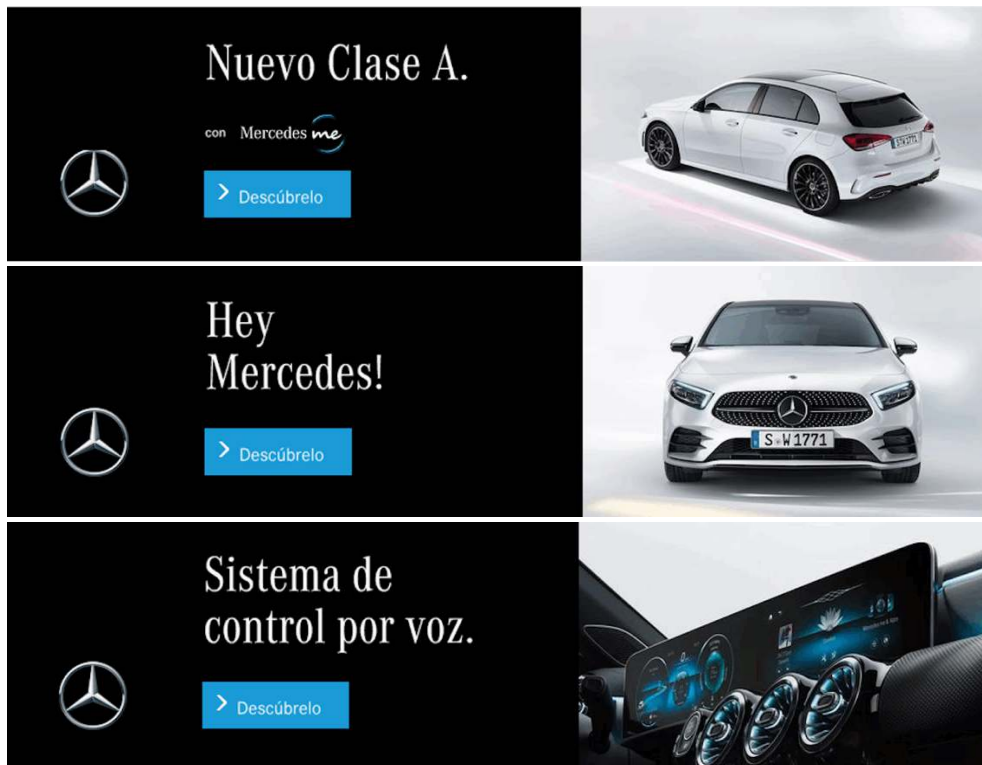 Nuevo Clase A.
con Mercedes me
> Descúbrelo
S·W 1771
Hey
Mercedes!
> Descúbrelo
S·W 1771
Sistema de
control por voz.
> Descúbrelo